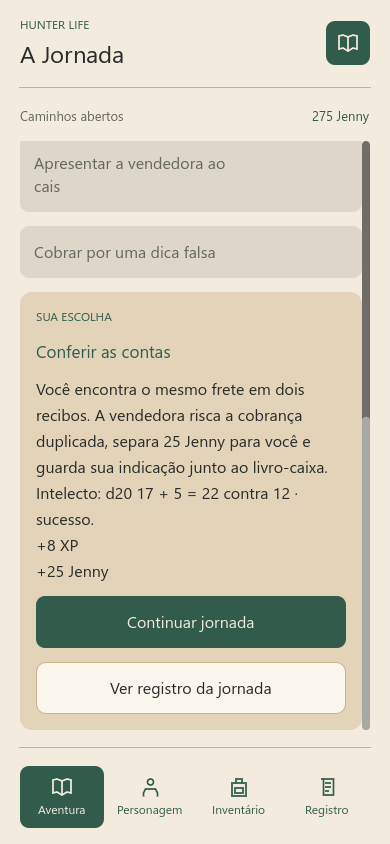 HUNTER LIFE
A Jornada
Caminhos abertos
275 Jenny
Apresentar a vendedora ao
cais
Cobrar por uma dica falsa
SUA ESCOLHA
Conferir as contas
Você encontra o mesmo frete em dois
recibos. A vendedora risca a cobrança
duplicada, separa 25 Jenny para você e
guarda sua indicação junto ao livro-caixa.
Intelecto: d20 17 + 5 = 22 contra 12 ·
sucesso.
+8 XP
+25 Jenny
Continuar jornada
Ver registro da jornada
Aventura
Personagem
Inventário
Registro